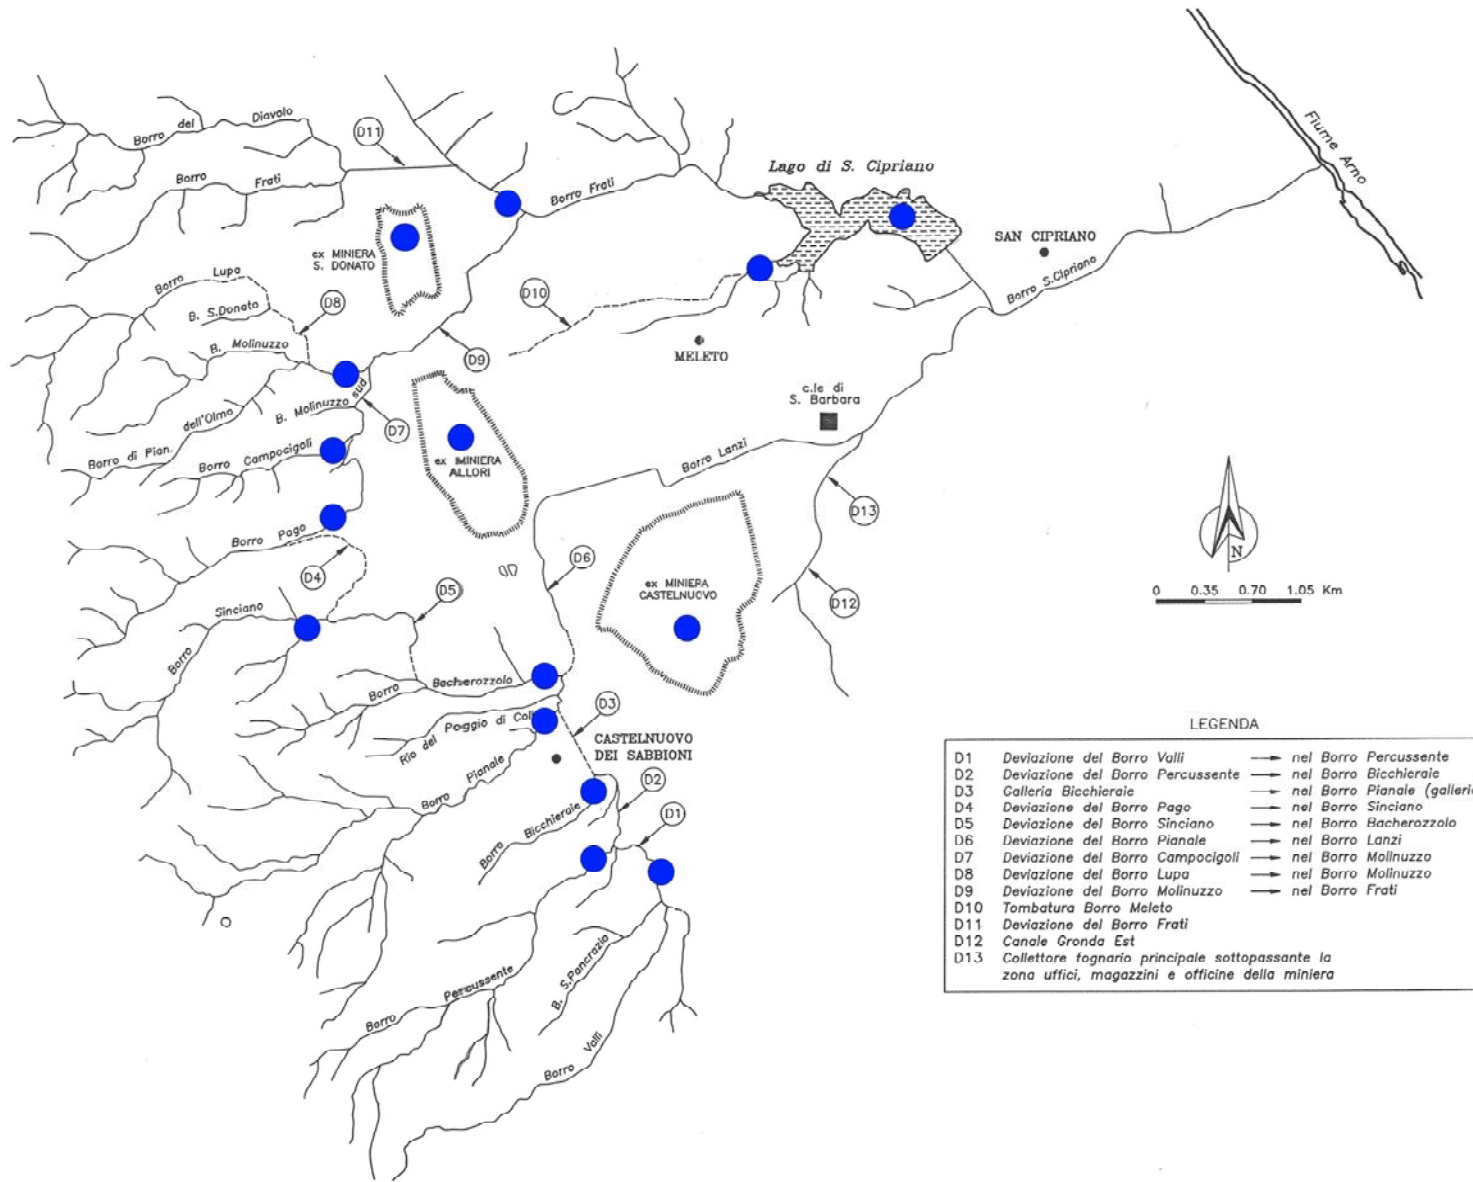 Fiume Arno
Borro del Diavolo
D11
Lago di S. Cipriano
Borro Frati
Borro Frati
SAN CIPRIANO
ex MINIERA
S. DONATO
Borro Lupa
D8
D10
Borro S.Cipriano
B. S.Donato
B. Molinuzzo
D9
MELETO
c.le di
S. Barbara
B. Molinuzzo sud
dell'Olmo
D7
Borro di Pian.
Borro Campocigoli
ex MINIERA
ALLORI
Borro Lanzi
D13
Borro Pago
D6
D4
N
ex MINIERA
CASTELNUOVO
D5
D12
0 0.35 0.70 1.05 Km
Sinciano
Borro
Borro Bacherozzolo
D3
Rio del Poggio di
CASTELNUOVO
DEI SABBIONI
Borro Pianale
D2
Borro Bicchieraie
D1
B. S.Pancrazio
Borro Percussente
Borro Valli
LEGENDA
D1 Deviazione del Borro Valli nel Borro Percussente
D2 Deviazione del Borro Percussente nel Borro Bicchieraie
D3 Galleria Bicchieraie nel Borro Pianale (galleria
D4 Deviazione del Borro Pago nel Borro Sinciano
D5 Deviazione del Borro Sinciano nel Borro Bacherozzolo
D6 Deviazione del Borro Pianale nel Borro Lanzi
D7 Deviazione del Borro Campocigoli nel Borro Molinuzzo
D8 Deviazione del Borro Lupa nel Borro Molinuzzo
D9 Deviazione del Borro Molinuzzo nel Borro Frati
D10 Tombatura Borro Meleto
D11 Deviazione del Borro Frati
D12 Canale Gronda Est
D13 Collettore fognario principale sottopassante la
zona uffici, magazzini e officine della miniera